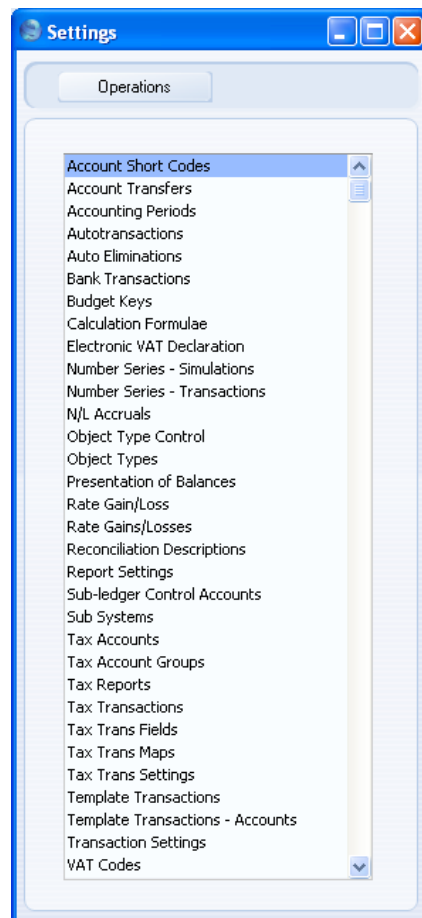 Settings
Operations
Account Short Codes
Account Transfers
Accounting Periods
Autotransactions
Auto Eliminations
Bank Transactions
Budget Keys
Calculation Formulae
Electronic VAT Declaration
Number Series - Simulations
Number Series - Transactions
N/L Accruals
Object Type Control
Object Types
Presentation of Balances
Rate Gain/Loss
Rate Gains/Losses
Reconciliation Descriptions
Report Settings
Sub-ledger Control Accounts
Sub Systems
Tax Accounts
Tax Account Groups
Tax Reports
Tax Transactions
Tax Trans Fields
Tax Trans Maps
Tax Trans Settings
Template Transactions
Template Transactions - Accounts
Transaction Settings
VAT Codes